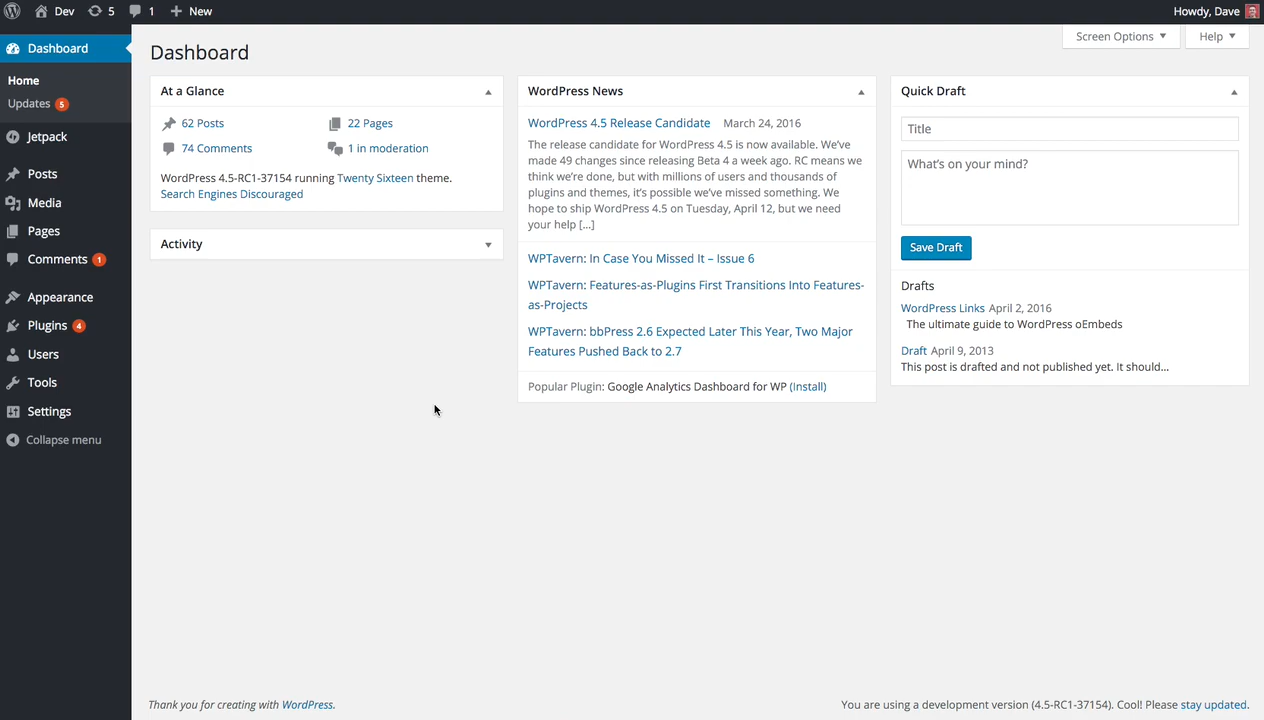 Dev 5 1 New Howdy, Dave
Screen Options Help
Dashboard
Home
Updates 5
Jetpack
Posts
Media
Pages
Comments 1
Appearance
Plugins 4
Users
Tools
Settings
Collapse menu
Dashboard
At a Glance
62 Posts 22 Pages
74 Comments 1 in moderation
WordPress 4.5-RC1-37154 running Twenty Sixteen theme.
Search Engines Discouraged
Activity
WordPress News
WordPress 4.5 Release Candidate March 24, 2016
The release candidate for WordPress 4.5 is now available. We've
made 49 changes since releasing Beta 4 a week ago. RC means we
think we're done, but with millions of users and thousands of
plugins and themes, it's possible we've missed something. We
hope to ship WordPress 4.5 on Tuesday, April 12, but we need
your help [...]
WPTavern: In Case You Missed It – Issue 6
WPTavern: Features-as-Plugins First Transitions Into Features-
as-Projects
WPTavern: bbPress 2.6 Expected Later This Year, Two Major
Features Pushed Back to 2.7
Popular Plugin: Google Analytics Dashboard for WP (Install)
Quick Draft
Title
What's on your mind?
Save Draft
Drafts
WordPress Links April 2, 2016
The ultimate guide to WordPress oEmbeds
Draft April 9, 2013
This post is drafted and not published yet. It should...
Thank you for creating with WordPress.
You are using a development version (4.5-RC1-37154). Cool! Please stay updated.